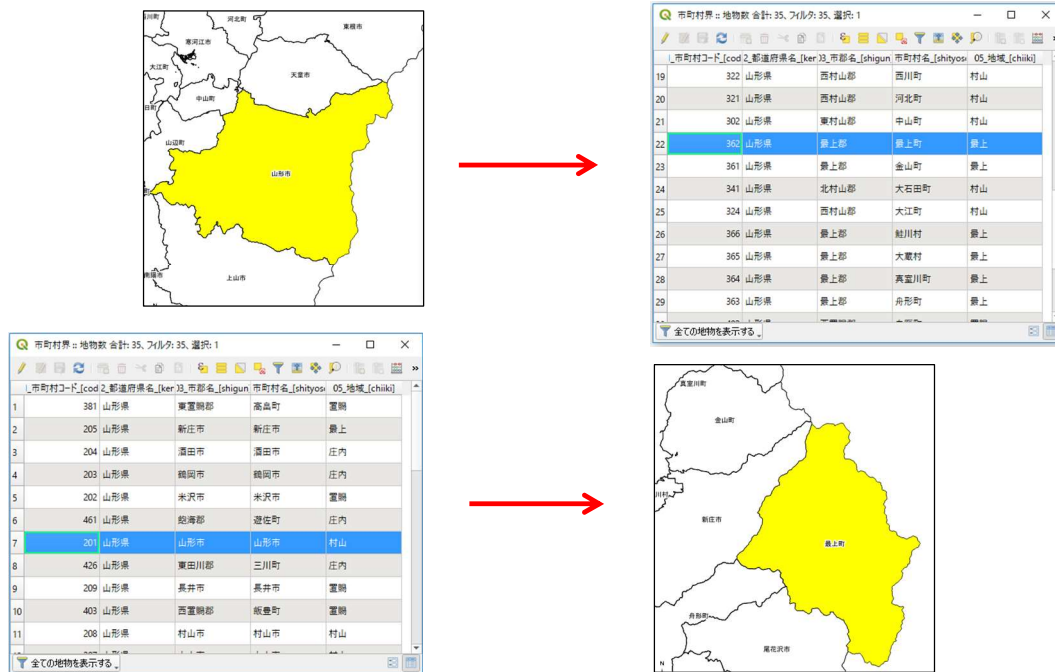 川町
河北町
東根市
寒河江市
大江町
天童市
中山町
日町
山辺町
山形市
町
南陽市
上山市
市町村界 :: 地物数 合計: 35、フィルタ: 35、選択: 1
_市町村コード_[cod 2_都道府県名_[ker 03_市郡名_[shigun 市町村名_[shityoso 05_地域_[chiiki]
19 322 山形県 西村山郡 西川町 村山
20 321 山形県 西村山郡 河北町 村山
21 302 山形県 東村山郡 中山町 村山
22 362 山形県 最上郡 最上町 最上
23 361 山形県 最上郡 金山町 最上
24 341 山形県 北村山郡 大石田町 村山
25 324 山形県 西村山郡 大江町 村山
26 366 山形県 最上郡 鮭川村 最上
27 365 山形県 最上郡 大蔵村 最上
28 364 山形県 最上郡 真室川町 最上
29 363 山形県 最上郡 舟形町 最上
全ての地物を表示する
市町村界 :: 地物数 合計: 35、フィルタ: 35、選択: 1
_市町村コード_[cod 2_都道府県名_[ker 03_市郡名_[shigun 市町村名_[shityoso 05_地域_[chiiki]
1 381 山形県 東置賜郡 高畠町 置賜
2 205 山形県 新庄市 新庄市 最上
3 204 山形県 酒田市 酒田市 庄内
4 203 山形県 鶴岡市 鶴岡市 庄内
5 202 山形県 米沢市 米沢市 置賜
6 461 山形県 飽海郡 遊佐町 庄内
7 201 山形県 山形市 山形市 村山
8 426 山形県 東田川郡 三川町 庄内
9 209 山形県 長井市 長井市 置賜
10 403 山形県 西置賜郡 飯豊町 置賜
11 208 山形県 村山市 村山市 村山
全ての地物を表示する
真室川町
金山町
川村
新庄市
最上町
舟形町
尾花沢市
N